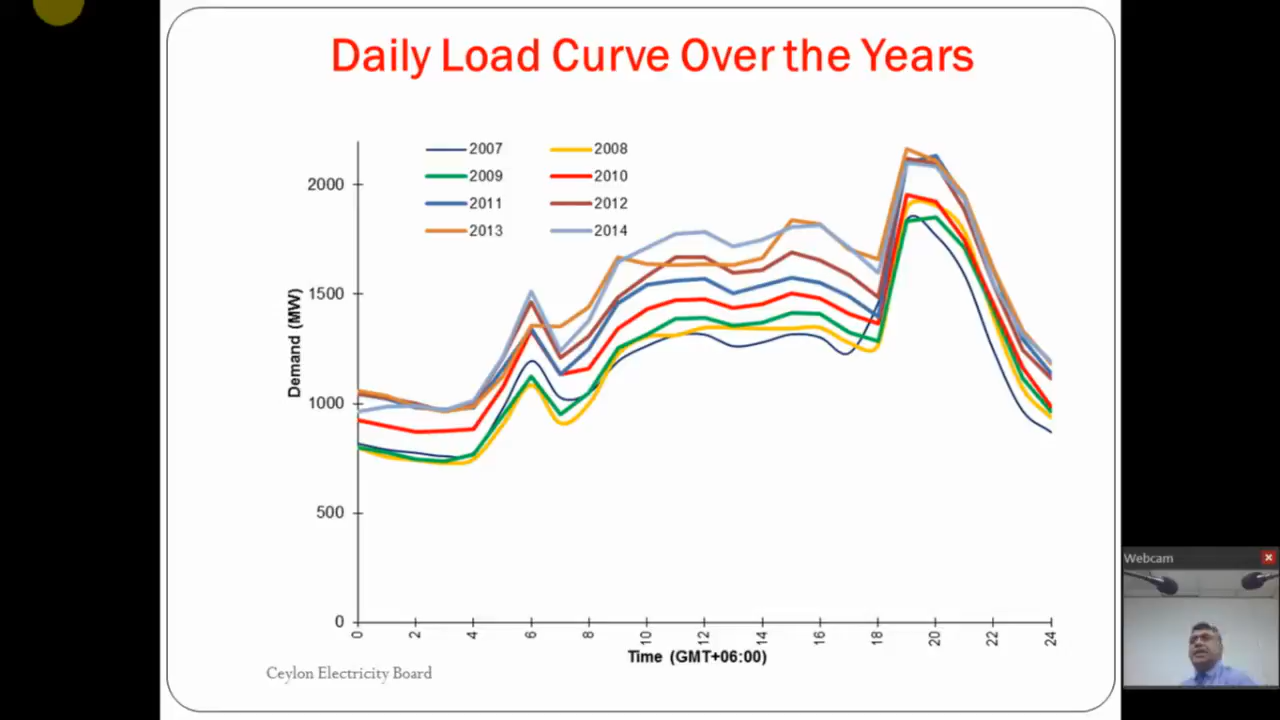 Daily Load Curve Over the Years
2007 2008
2009 2010
2011 2012
2013 2014
2000
1500
1000
500
0
Demand (MW)
0 2 4 6 8 10 12 14 16 18 20 22 24
Time (GMT+06:00)
Ceylon Electricity Board
Webcam